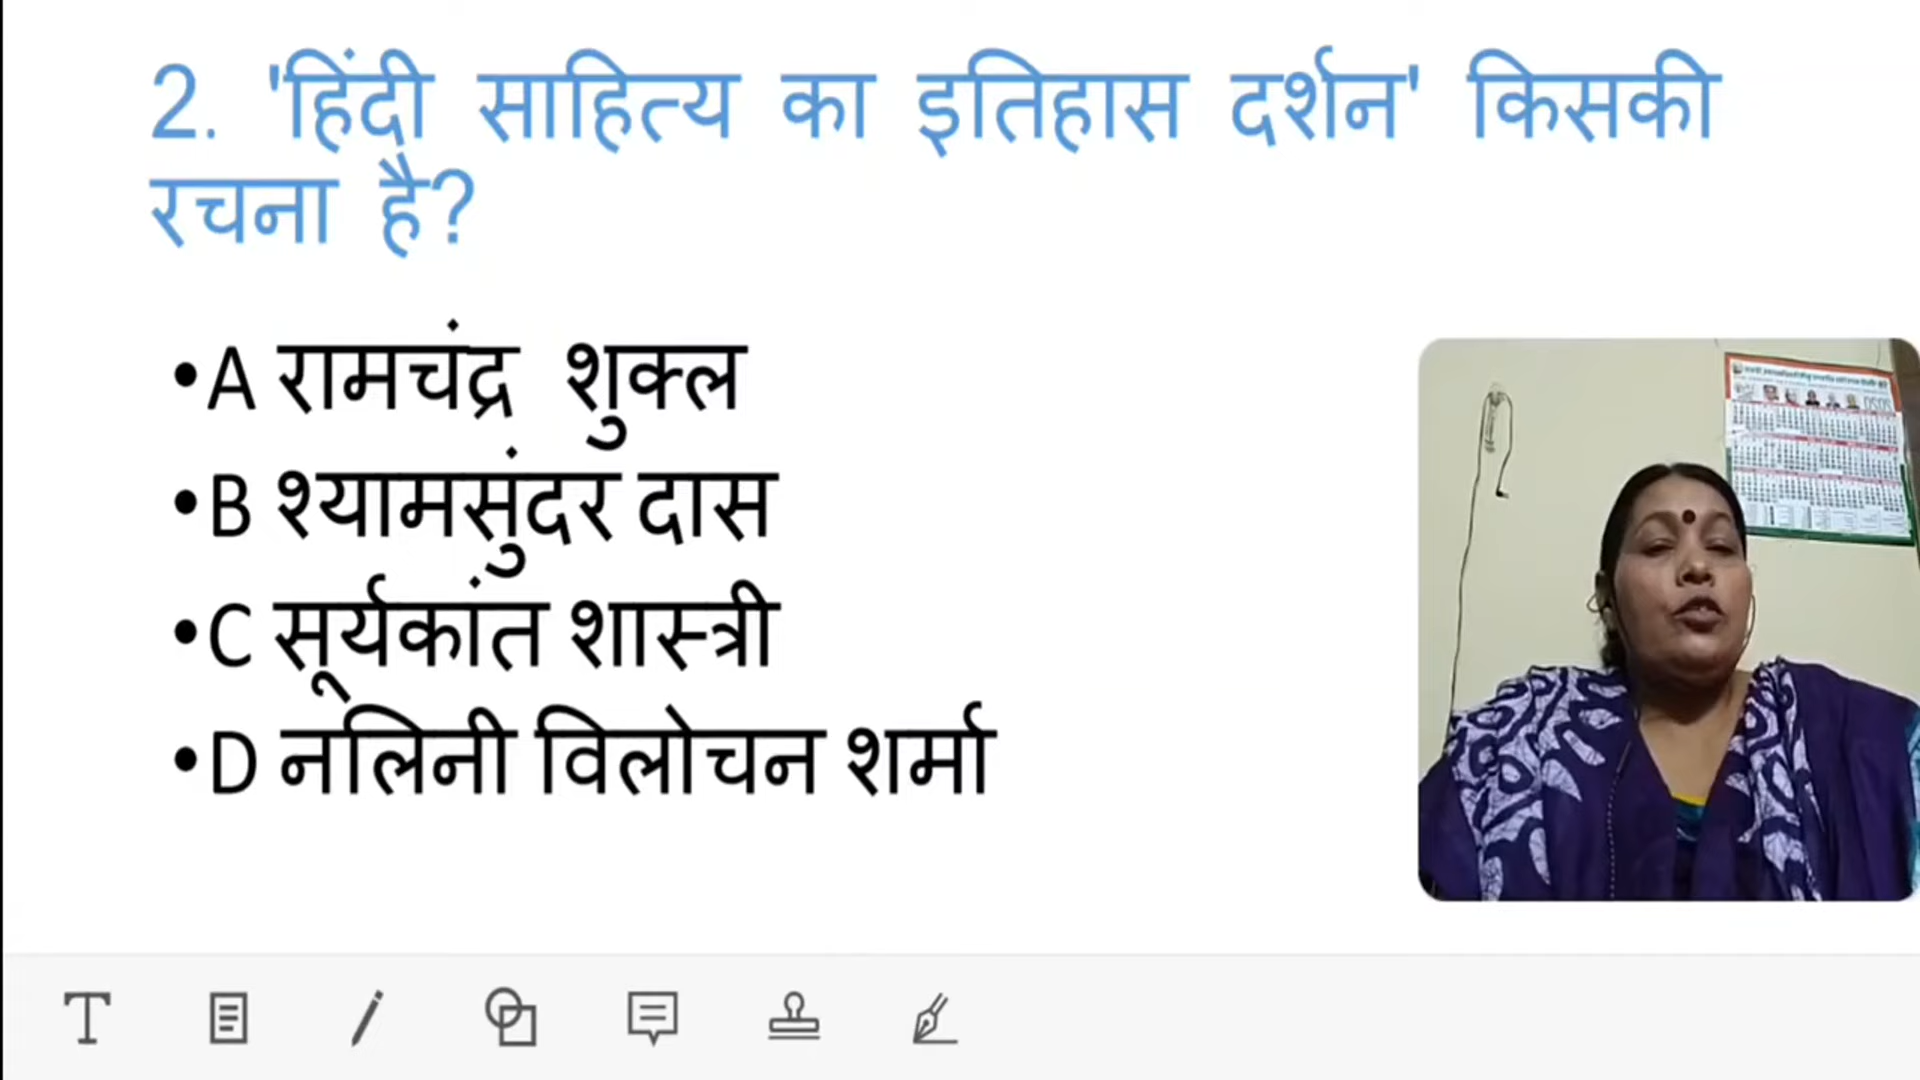 2. 'हिंदी साहित्य का इतिहास दर्शन' किसकी
रचना है?
•A रामचंद्र शुक्ल
•B श्यामसुंदर दास
•C सूर्यकांत शास्त्री
•D नलिनी विलोचन शर्मा